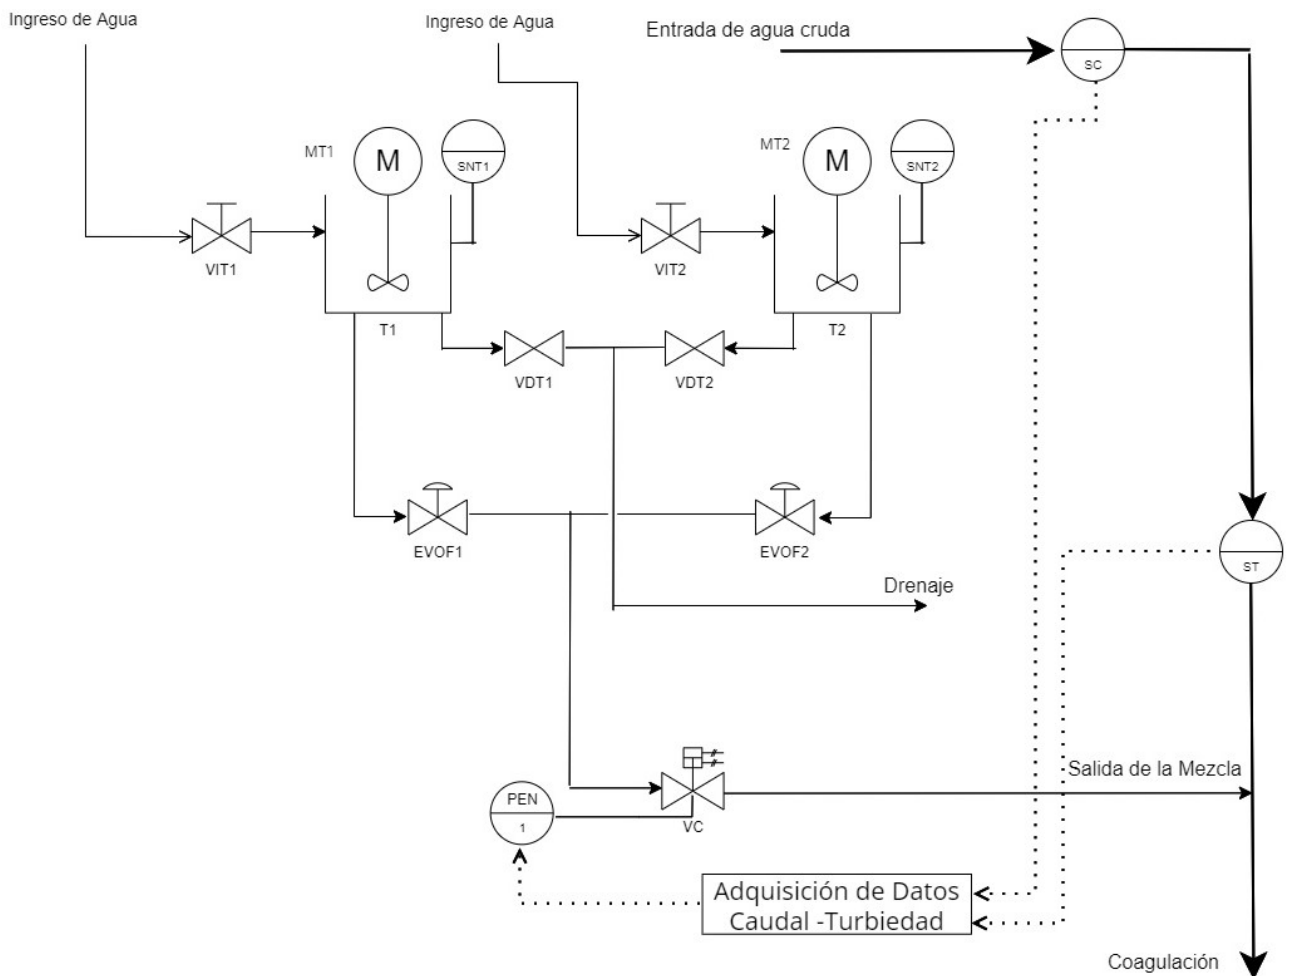 Ingreso de Agua
Ingreso de Agua
Entrada de agua cruda
SC
MT1
M
SNT1
MT2
M
SNT2
VIT1
VIT2
T1
T2
VDT1
VDT2
EVOF1
EVOF2
ST
Drenaje
Salida de la Mezcla
PEN
1
VC
Adquisición de Datos
Caudal -Turbiedad
Coagulación